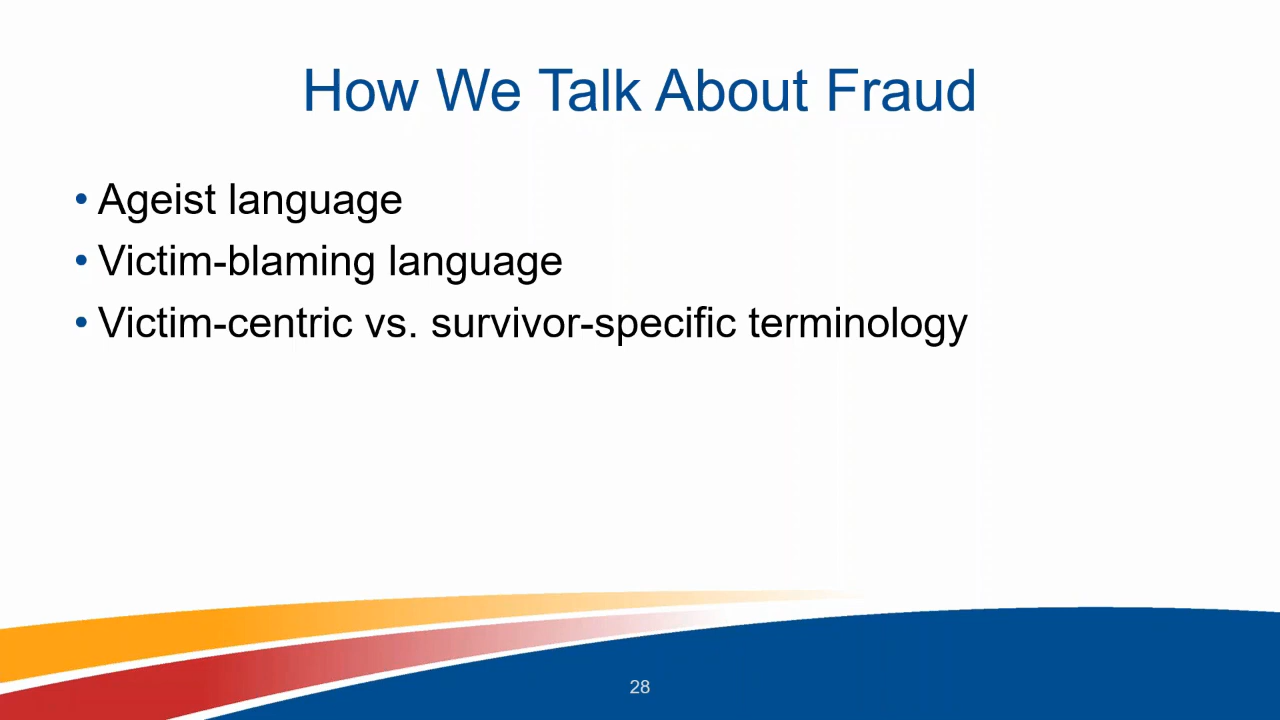 How We Talk About Fraud
• Ageist language
• Victim-blaming language
• Victim-centric vs. survivor-specific terminology
28